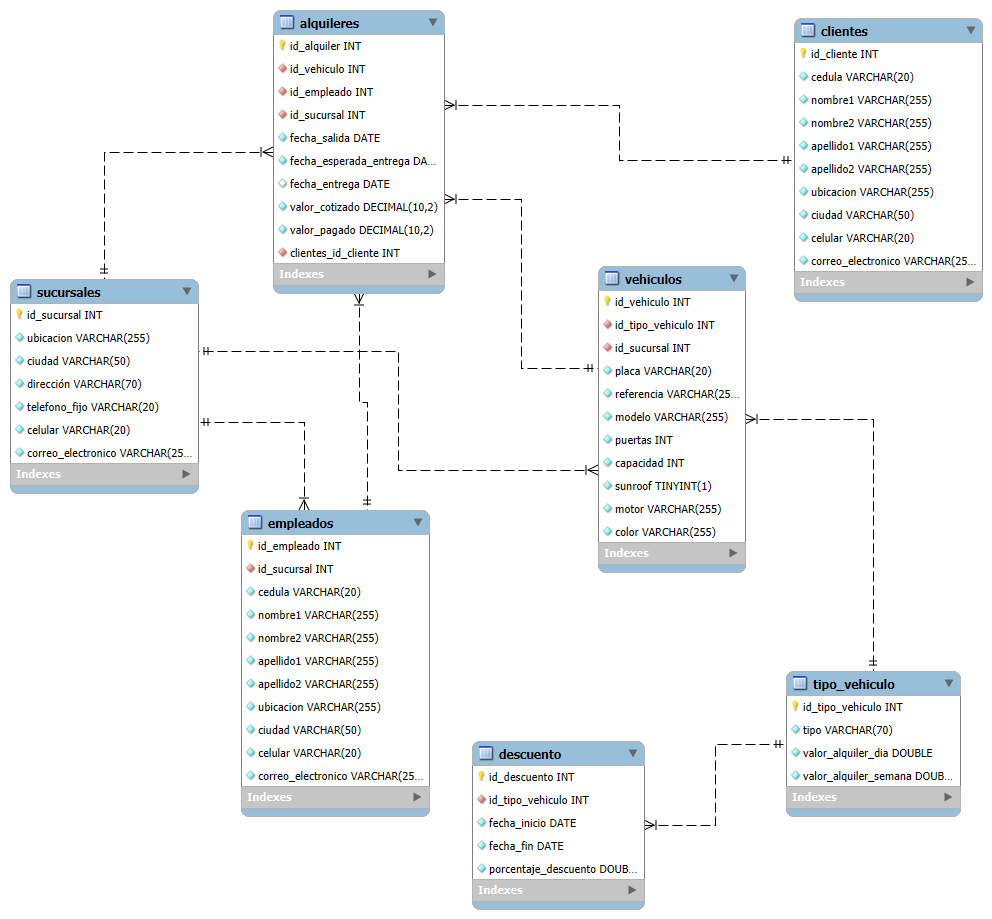 alquileres
id_alquiler INT
id_vehiculo INT
id_empleado INT
id_sucursal INT
fecha_salida DATE
fecha_esperada_entrega DA...
fecha_entrega DATE
valor_cotizado DECIMAL(10,2)
valor_pagado DECIMAL(10,2)
clientes_id_cliente INT
Indexes
clientes
id_cliente INT
cedula VARCHAR(20)
nombre1 VARCHAR(255)
nombre2 VARCHAR(255)
apellido1 VARCHAR(255)
apellido2 VARCHAR(255)
ubicacion VARCHAR(255)
ciudad VARCHAR(50)
celular VARCHAR(20)
correo_electronico VARCHAR(25...
Indexes
sucursales
id_sucursal INT
ubicacion VARCHAR(255)
ciudad VARCHAR(50)
dirección VARCHAR(70)
telefono_fijo VARCHAR(20)
celular VARCHAR(20)
correo_electronico VARCHAR(25...
Indexes
vehiculos
id_vehiculo INT
id_tipo_vehiculo INT
id_sucursal INT
placa VARCHAR(20)
referencia VARCHAR(25...
modelo VARCHAR(255)
puertas INT
capacidad INT
sunroof TINYINT(1)
motor VARCHAR(255)
color VARCHAR(255)
Indexes
empleados
id_empleado INT
id_sucursal INT
cedula VARCHAR(20)
nombre1 VARCHAR(255)
nombre2 VARCHAR(255)
apellido1 VARCHAR(255)
apellido2 VARCHAR(255)
ubicacion VARCHAR(255)
ciudad VARCHAR(50)
celular VARCHAR(20)
correo_electronico VARCHAR(25...
Indexes
tipo_vehiculo
id_tipo_vehiculo INT
tipo VARCHAR(70)
valor_alquiler_dia DOUBLE
valor_alquiler_semana DOUB...
Indexes
descuento
id_descuento INT
id_tipo_vehiculo INT
fecha_inicio DATE
fecha_fin DATE
porcentaje_descuento DOUB...
Indexes